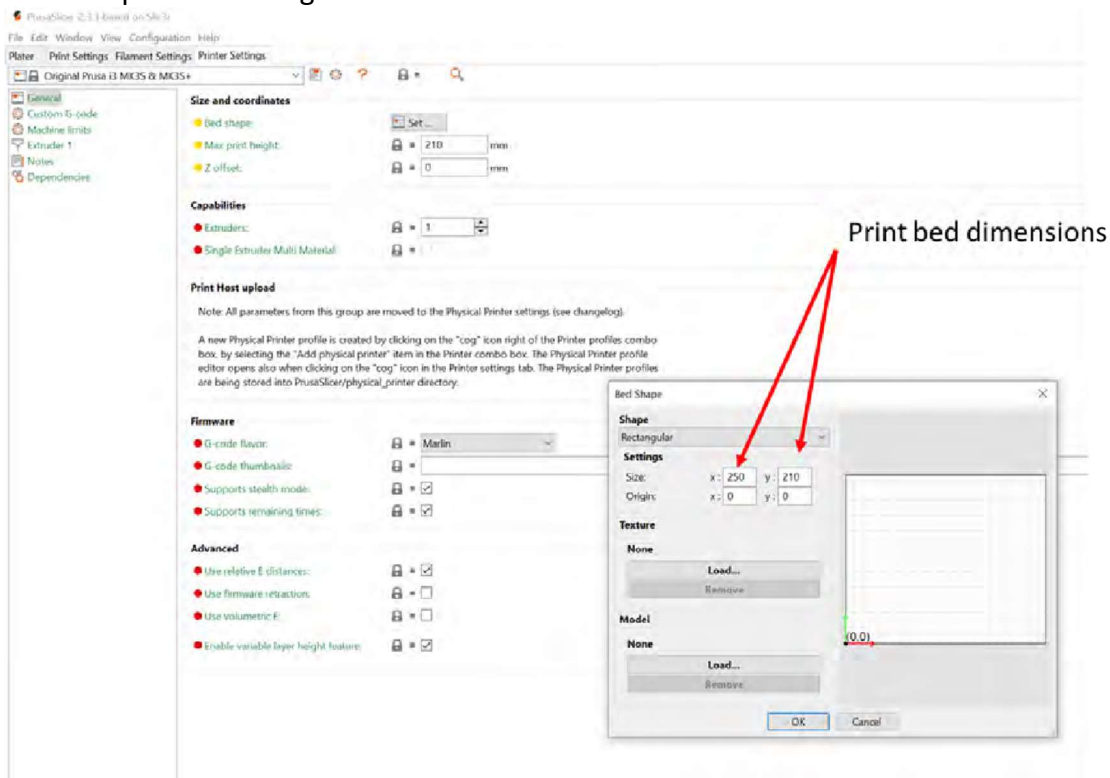 PrusaSlicer-2.3.1 based on Slic3r
File Edit Window View Configuration Help
Plater Print Settings Filament Settings Printer Settings
Original Prusa i3 MK3S & MK3S+
General
Custom G-code
Machine limits
Extruder 1
Notes
Dependencies
Size and coordinates
Bed shape: Set...
Max print height: 210 mm
Z offset: 0 mm
Capabilities
Extruders: 1
Single Extruder Multi Material:
Print Host upload
Note: All parameters from this group are moved to the Physical Printer settings (see changelog).
A new Physical Printer profile is created by clicking on the "cog" icon right of the Printer profiles combo
box, by selecting the "Add physical printer" item in the Printer combo box. The Physical Printer profile
editor opens also when clicking on the "cog" icon in the Printer settings tab. The Physical Printer profiles
are being stored into PrusaSlicer/physical_printer directory.
Firmware
G-code flavor: Marlin
G-code thumbnails:
Supports stealth mode:
Supports remaining times:
Advanced
Use relative E distances:
Use firmware retraction:
Use volumetric E:
Enable variable layer height feature:
Print bed dimensions
Bed Shape
Shape
Rectangular
Settings
Size: x: 250 y: 210
Origin: x: 0 y: 0
Texture
None
Load...
Remove
Model
None
Load...
Remove
(0,0)
OK Cancel